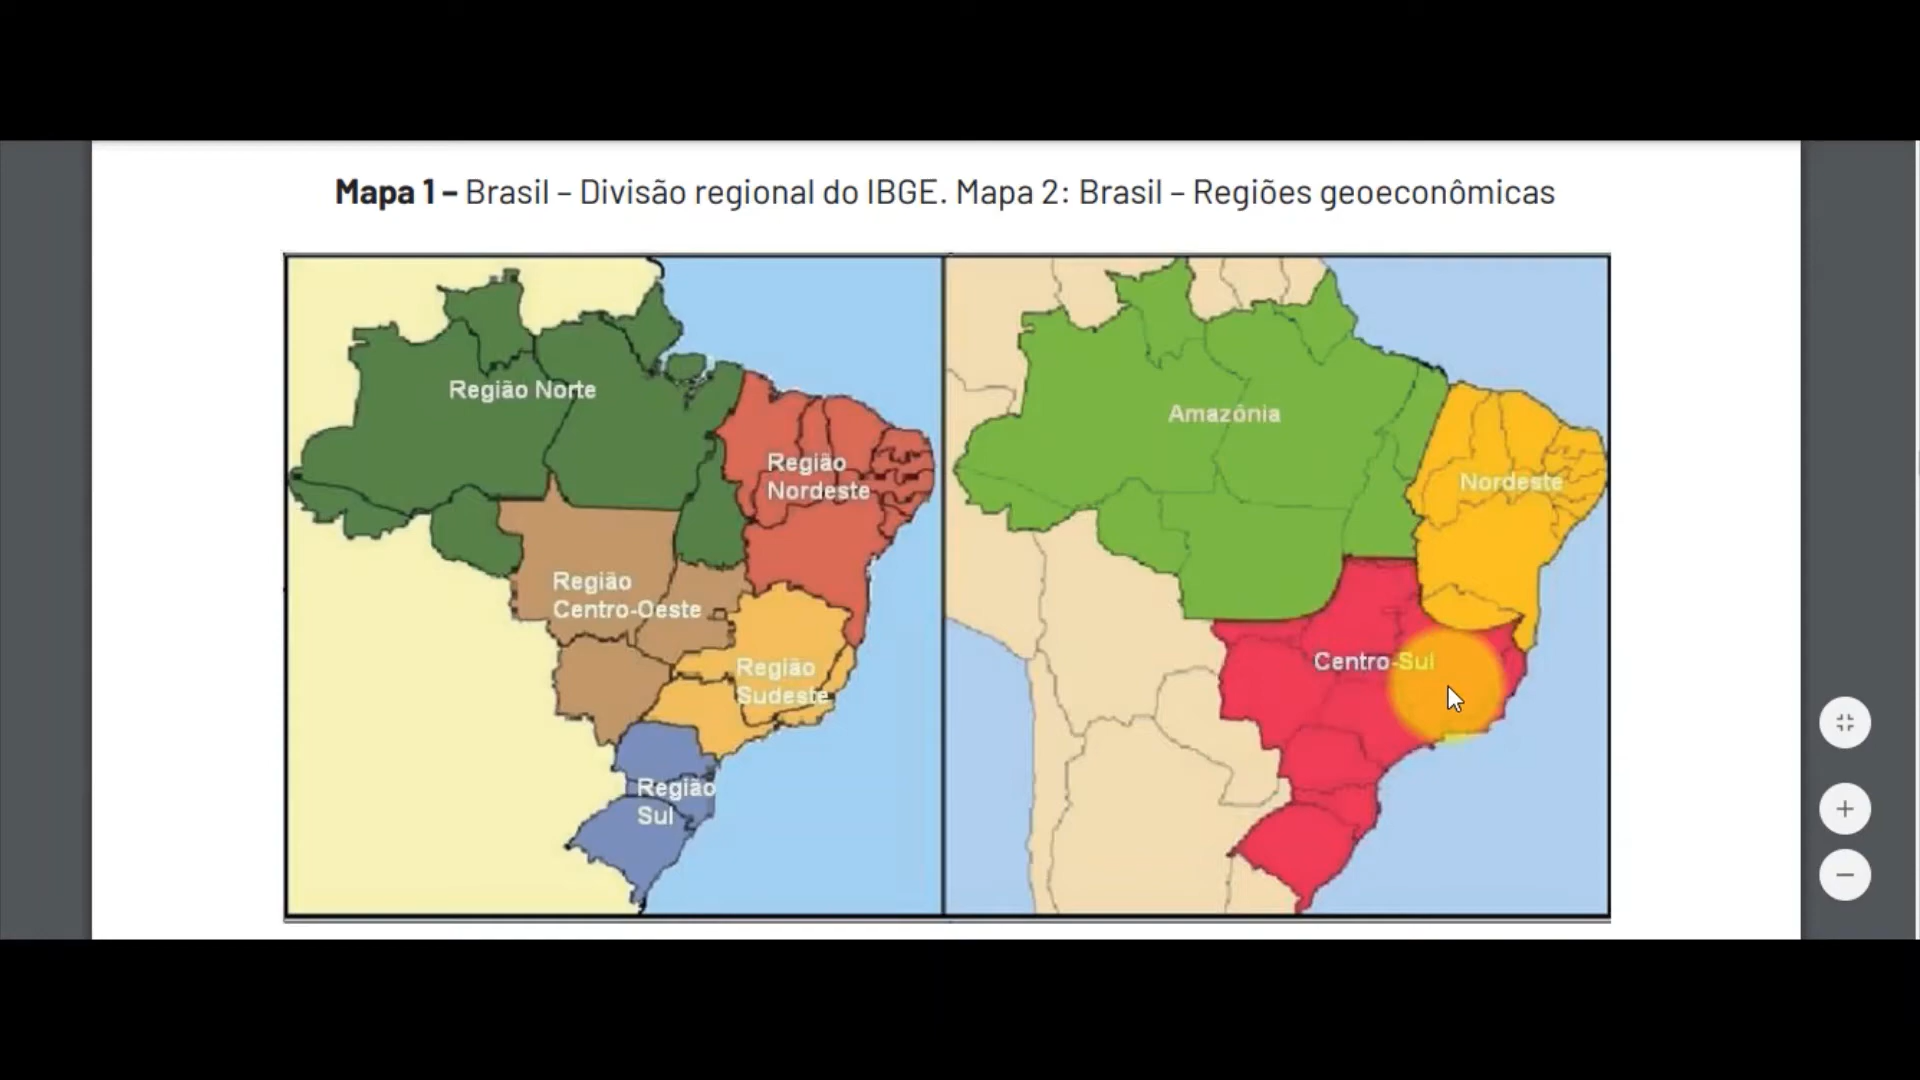 Mapa 1 – Brasil – Divisão regional do IBGE. Mapa 2: Brasil – Regiões geoeconômicas
Região Norte
Região
Nordeste
Região
Centro-Oeste
Região
Sudeste
Região
Sul
Amazônia
Nordeste
Centro-Sul